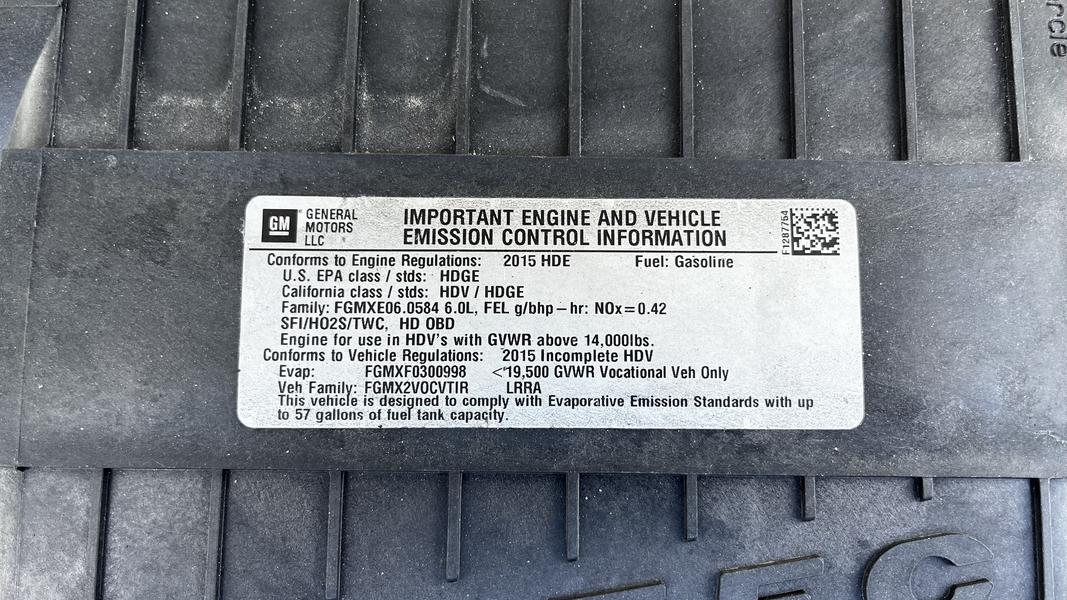 GM
GENERAL
MOTORS
LLC
IMPORTANT ENGINE AND VEHICLE
EMISSION CONTROL INFORMATION
F1287764
Conforms to Engine Regulations: 2015 HDE Fuel: Gasoline
U.S. EPA class / stds: HDGE
California class / stds: HDV / HDGE
Family: FGMXE06.0584 6.0L, FEL g/bhp–hr: NOx=0.42
SFI/HO2S/TWC, HD OBD
Engine for use in HDV's with GVWR above 14,000lbs.
Conforms to Vehicle Regulations: 2015 Incomplete HDV
Evap: FGMXF0300998 <19,500 GVWR Vocational Veh Only
Veh Family: FGMX2VOCVTIR LRRA
This vehicle is designed to comply with Evaporative Emission Standards with up
to 57 gallons of fuel tank capacity.